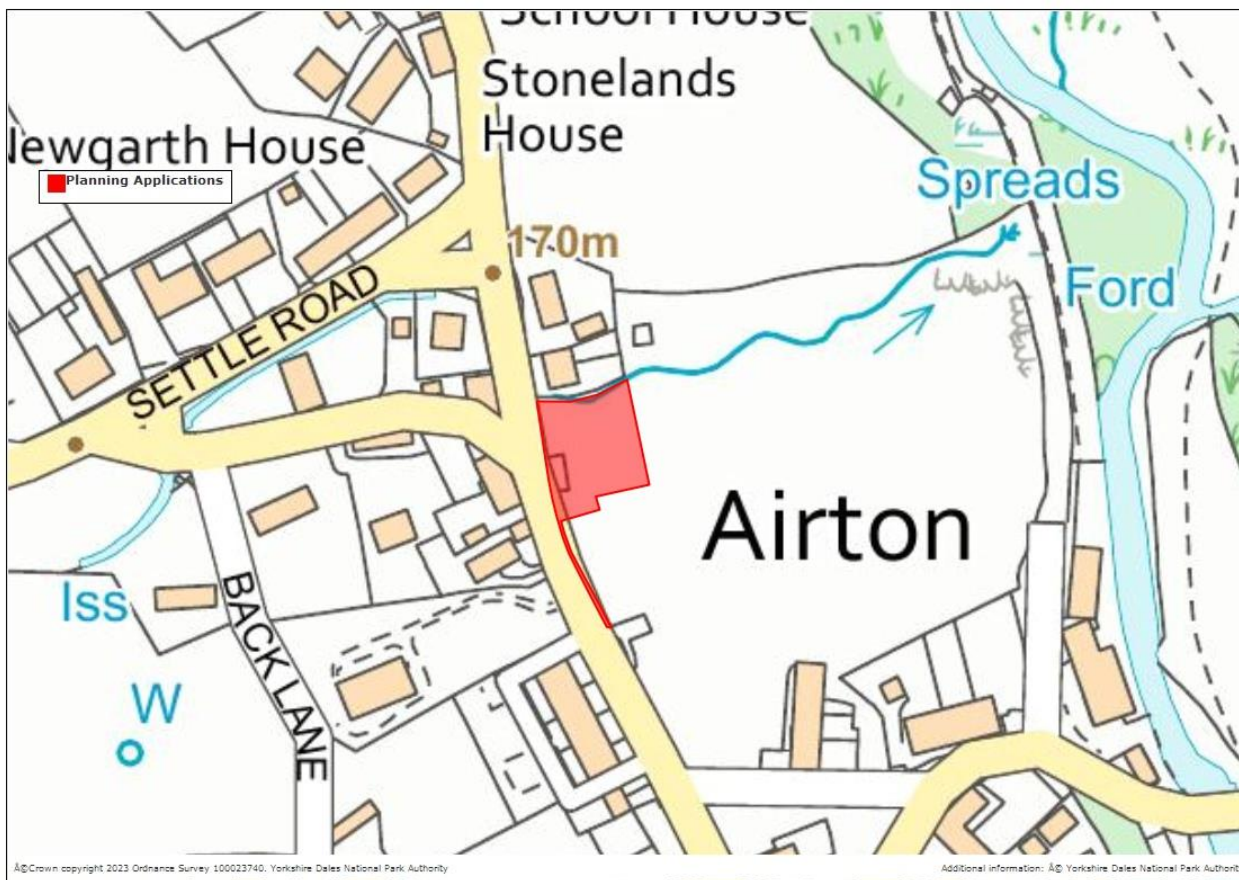 School House
Stonelands
House
Newgarth House
Planning Applications
Spreads
170m
Ford
SETTLE ROAD
Airton
Iss
BACK LANE
W
Â©Crown copyright 2023 Ordnance Survey 100023740. Yorkshire Dales National Park Authority
Additional information: Â© Yorkshire Dales National Park Authorit